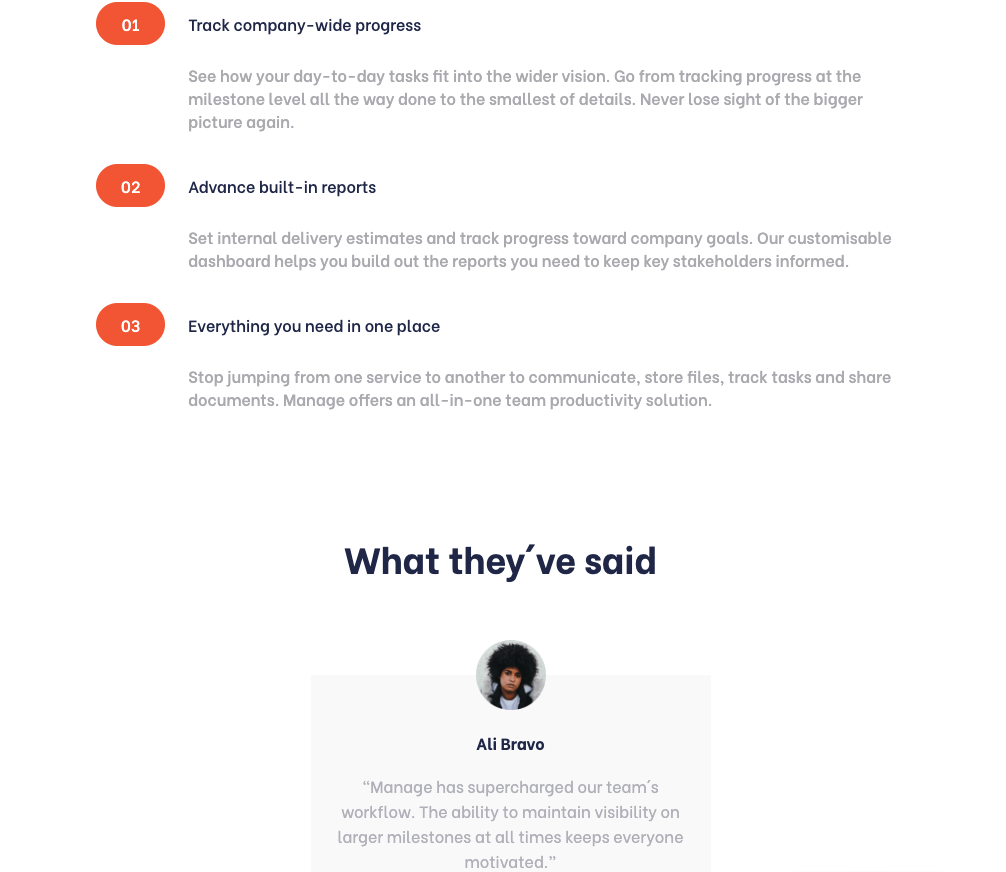 01
Track company-wide progress
See how your day-to-day tasks fit into the wider vision. Go from tracking progress at the
milestone level all the way done to the smallest of details. Never lose sight of the bigger
picture again.
02
Advance built-in reports
Set internal delivery estimates and track progress toward company goals. Our customisable
dashboard helps you build out the reports you need to keep key stakeholders informed.
03
Everything you need in one place
Stop jumping from one service to another to communicate, store files, track tasks and share
documents. Manage offers an all-in-one team productivity solution.
What they´ve said
Ali Bravo
“Manage has supercharged our team´s
workflow. The ability to maintain visibility on
larger milestones at all times keeps everyone
motivated.”